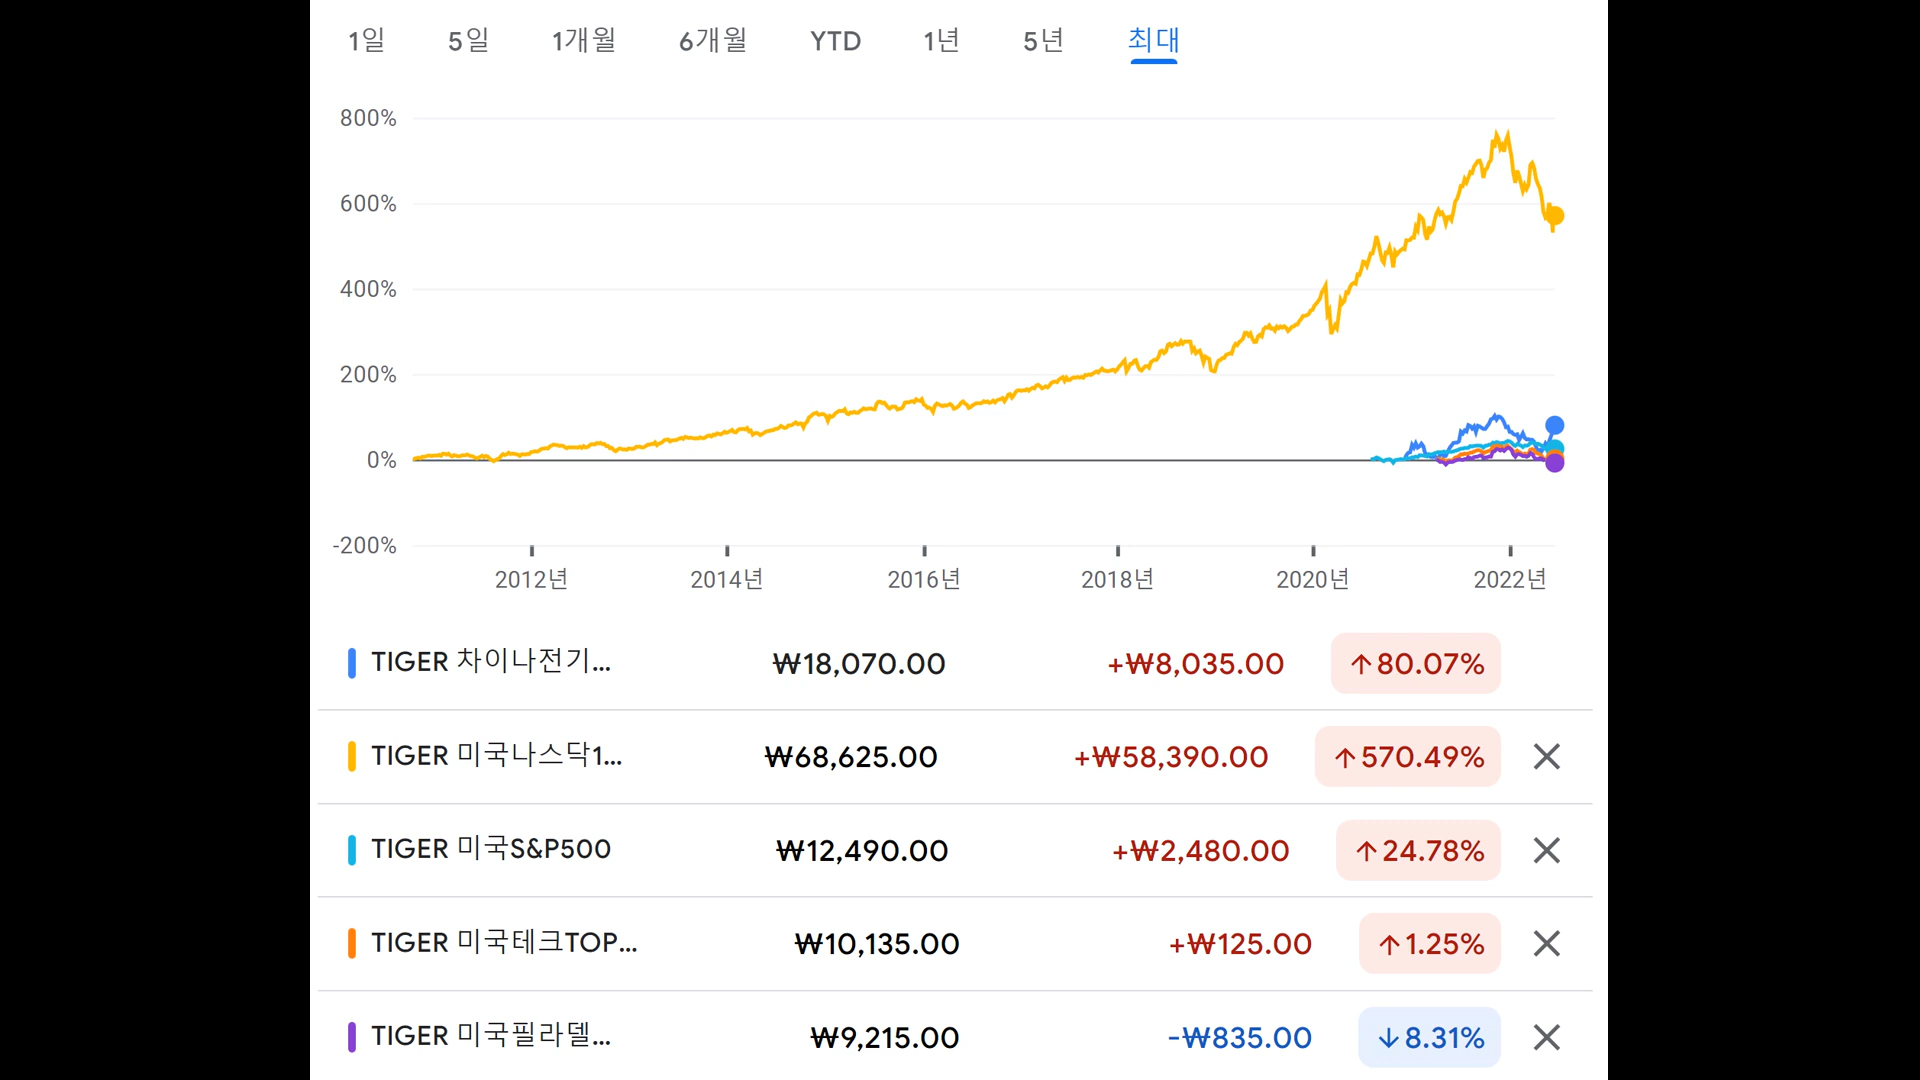 1일 5일 1개월 6개월 YTD 1년 5년 최대
800%
600%
400%
200%
0%
-200%
2012년 2014년 2016년 2018년 2020년 2022년
TIGER 차이나전기... ₩18,070.00 +₩8,035.00 ↑80.07%
TIGER 미국나스닥1... ₩68,625.00 +₩58,390.00 ↑570.49%
TIGER 미국S&P500 ₩12,490.00 +₩2,480.00 ↑24.78%
TIGER 미국테크TOP... ₩10,135.00 +₩125.00 ↑1.25%
TIGER 미국필라델... ₩9,215.00 -₩835.00 ↓8.31%